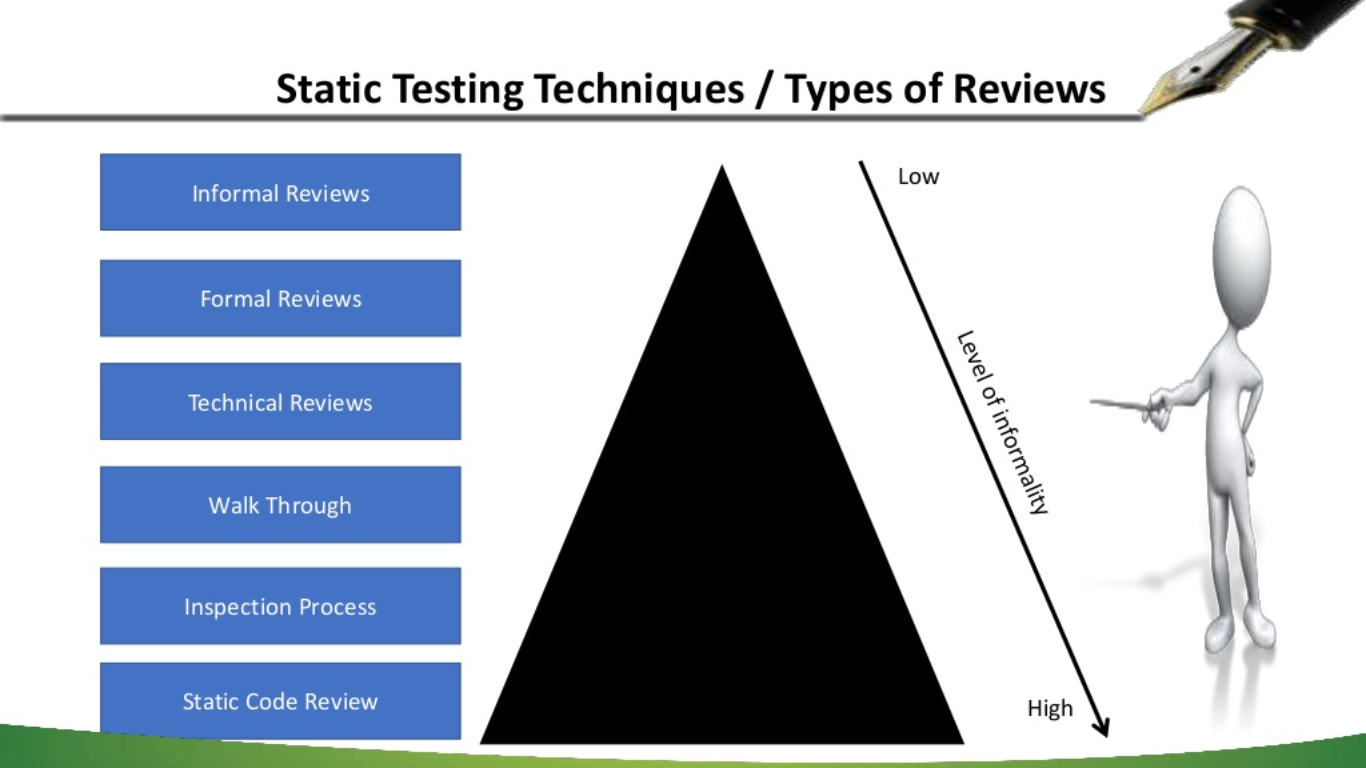 Static Testing Techniques / Types of Reviews
Informal Reviews
Formal Reviews
Technical Reviews
Walk Through
Inspection Process
Static Code Review
Low
Level of informality
High